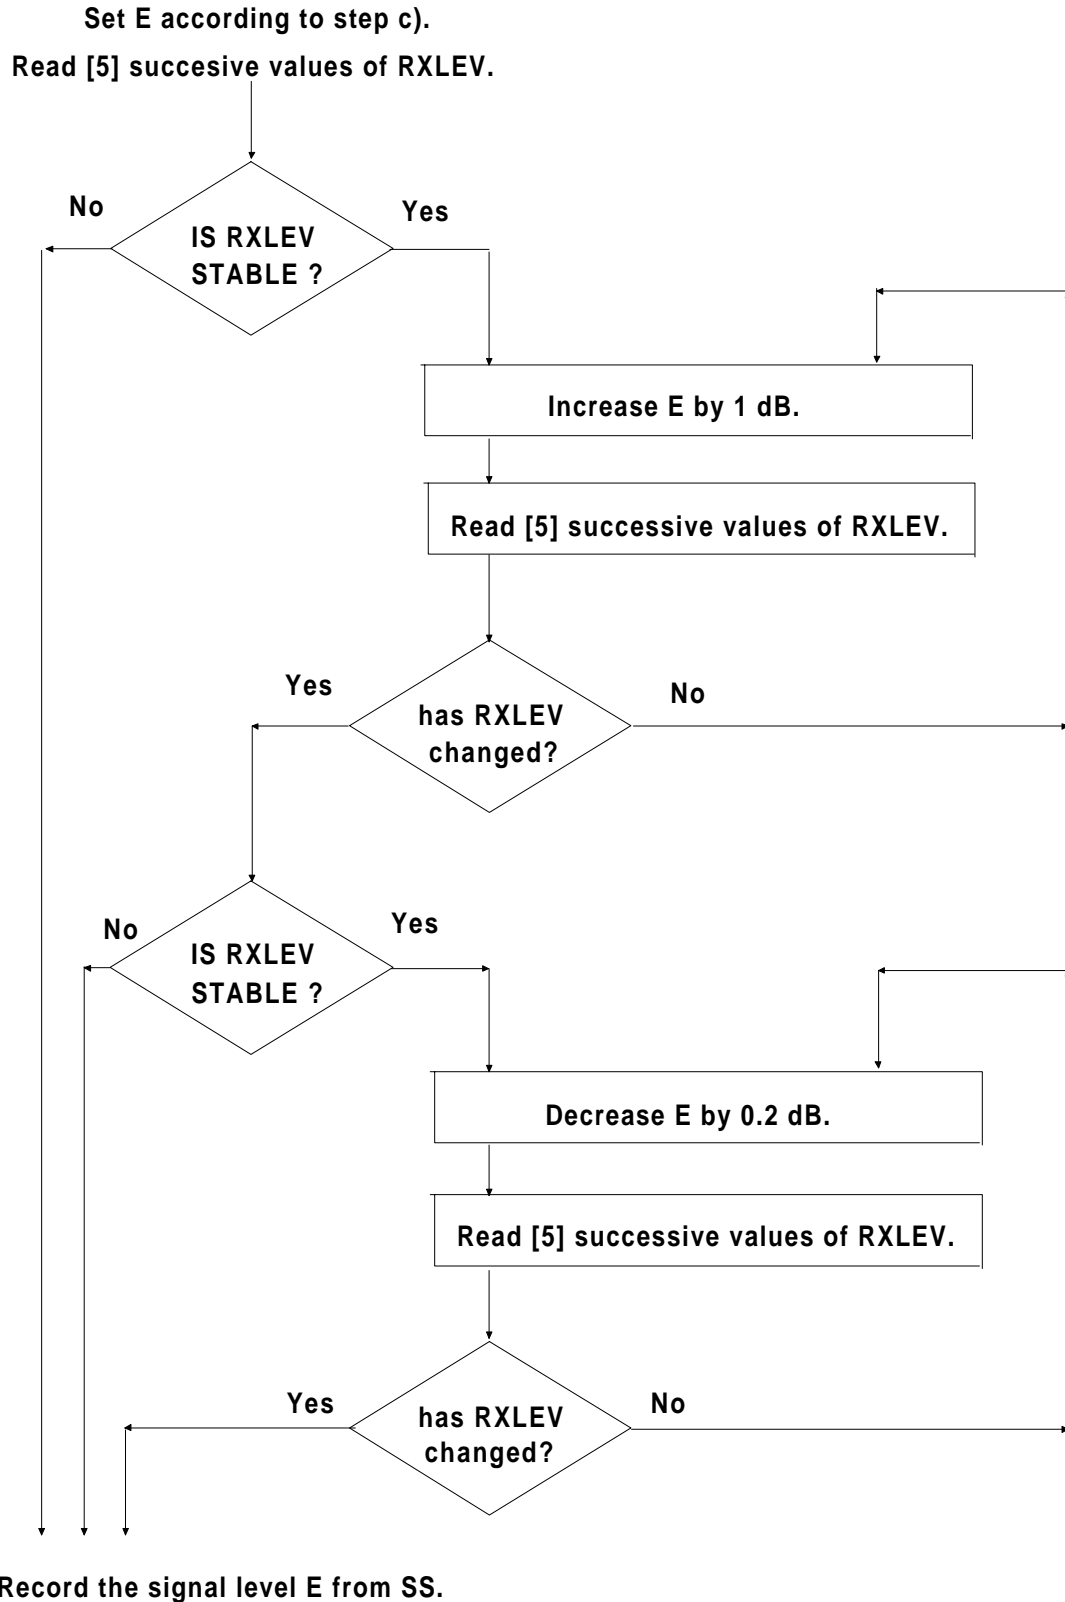 Set E according to step c).
Read [5] succesive values of RXLEV.
No
Yes
IS RXLEV
STABLE ?
Increase E by 1 dB.
Read [5] successive values of RXLEV.
Yes
No
has RXLEV
changed?
No
Yes
IS RXLEV
STABLE ?
Decrease E by 0.2 dB.
Read [5] successive values of RXLEV.
Yes
No
has RXLEV
changed?
Record the signal level E from SS.